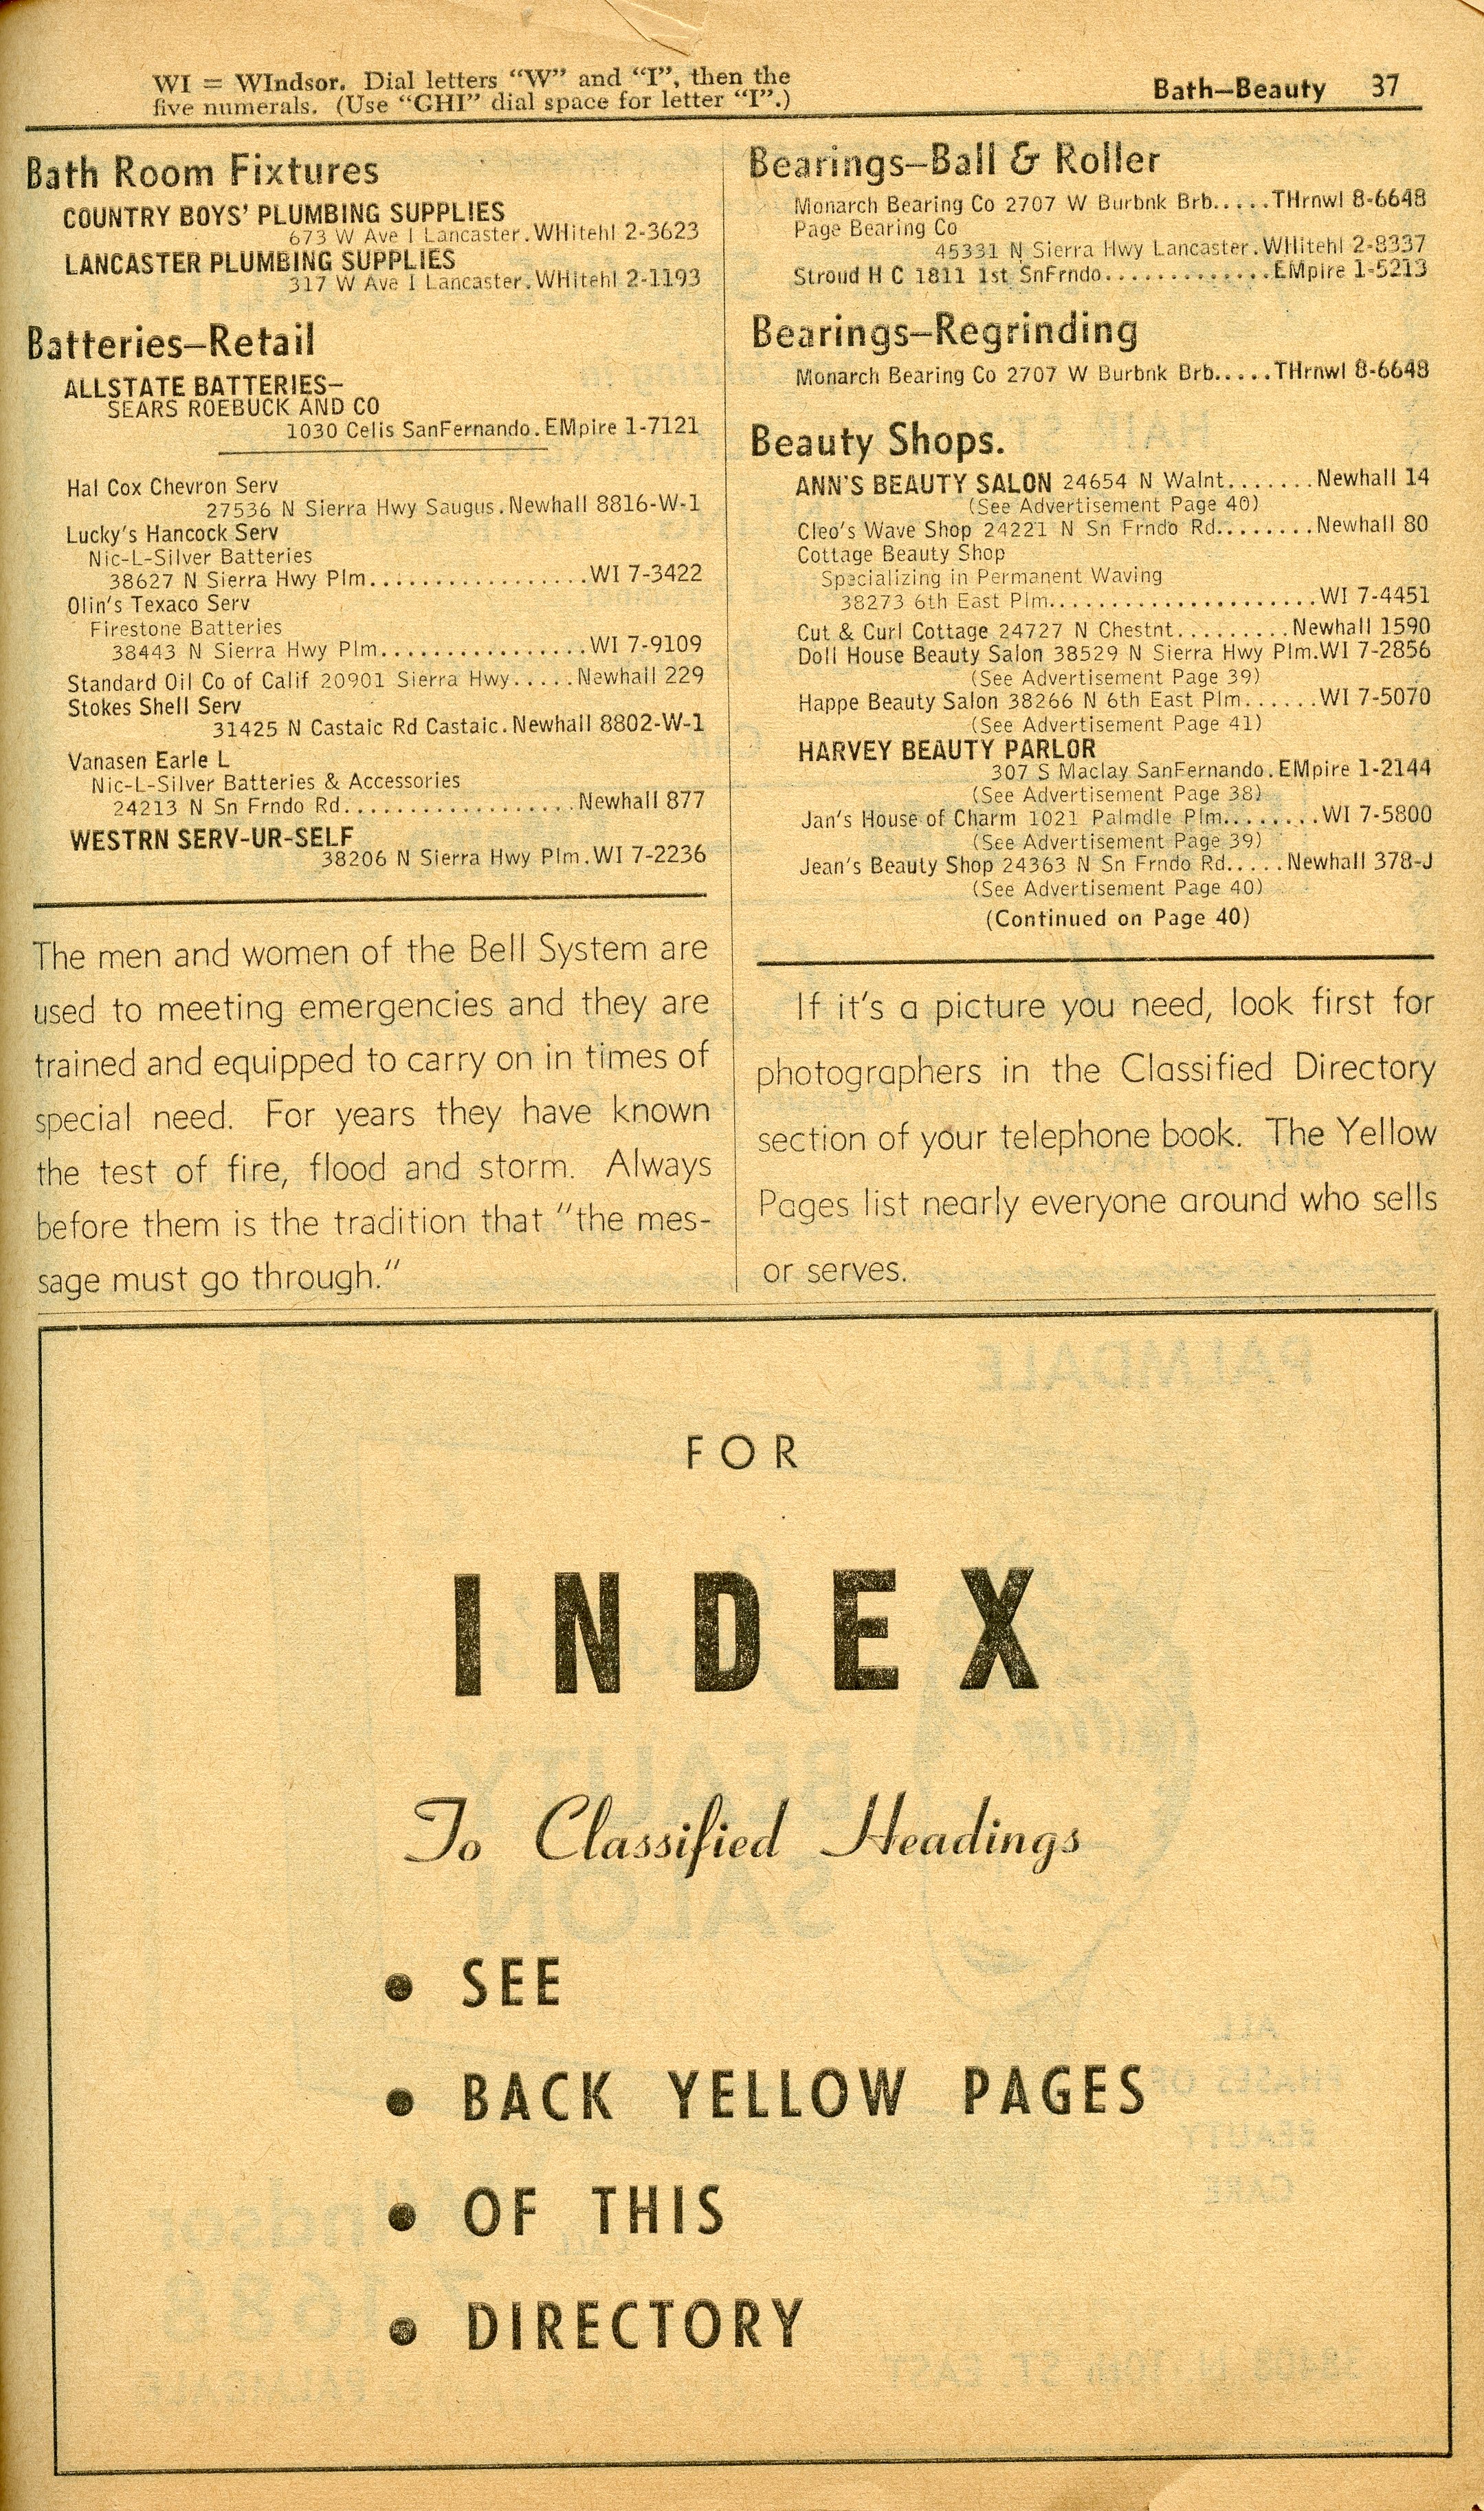 WI = WIndsor. Dial letters “W” and “I”, then the
five numerals. (Use “GHI” dial space for letter “I”.)
Bath—Beauty 37
Bath Room Fixtures
COUNTRY BOYS' PLUMBING SUPPLIES
673 W Ave I Lancaster.WHitehl 2-3623
LANCASTER PLUMBING SUPPLIES
317 W Ave I Lancaster.WHitehl 2-1193
Batteries—Retail
ALLSTATE BATTERIES—
SEARS ROEBUCK AND CO
1030 Celis SanFernando.EMpire 1-7121
Hal Cox Chevron Serv
27536 N Sierra Hwy Saugus.Newhall 8816-W-1
Lucky's Hancock Serv
Nic-L-Silver Batteries
38627 N Sierra Hwy Plm.................WI 7-3422
Olin's Texaco Serv
Firestone Batteries
38443 N Sierra Hwy Plm................WI 7-9109
Standard Oil Co of Calif 20901 Sierra Hwy.....Newhall 229
Stokes Shell Serv
31425 N Castaic Rd Castaic.Newhall 8802-W-1
Vanasen Earle L
Nic-L-Silver Batteries & Accessories
24213 N Sn Frndo Rd..................Newhall 877
WESTRN SERV-UR-SELF
38206 N Sierra Hwy Plm.WI 7-2236
The men and women of the Bell System are
used to meeting emergencies and they are
trained and equipped to carry on in times of
special need. For years they have known
the test of fire, flood and storm. Always
before them is the tradition that “the mes-
sage must go through.”
Bearings—Ball & Roller
Monarch Bearing Co 2707 W Burbnk Brb.....THrnwl 8-6648
Page Bearing Co
45331 N Sierra Hwy Lancaster.WHitehl 2-8337
Stroud H C 1811 1st SnFrndo.............EMpire 1-5213
Bearings—Regrinding
Monarch Bearing Co 2707 W Burbnk Brb.....THrnwl 8-6648
Beauty Shops.
ANN'S BEAUTY SALON 24654 N Walnt.......Newhall 14
(See Advertisement Page 40)
Cleo's Wave Shop 24221 N Sn Frndo Rd........Newhall 80
Cottage Beauty Shop
Specializing in Permanent Waving
38273 6th East Plm......................WI 7-4451
Cut & Curl Cottage 24727 N Chestnt.........Newhall 1590
Doll House Beauty Salon 38529 N Sierra Hwy Plm.WI 7-2856
(See Advertisement Page 39)
Happe Beauty Salon 38266 N 6th East Plm......WI 7-5070
(See Advertisement Page 41)
HARVEY BEAUTY PARLOR
307 S Maclay SanFernando.EMpire 1-2144
(See Advertisement Page 38)
Jan's House of Charm 1021 Palmdle Plm........WI 7-5800
(See Advertisement Page 39)
Jean's Beauty Shop 24363 N Sn Frndo Rd.....Newhall 378-J
(See Advertisement Page 40)
(Continued on Page 40)
If it's a picture you need, look first for
photographers in the Classified Directory
section of your telephone book. The Yellow
Pages list nearly everyone around who sells
or serves.
FOR
INDEX
To Classified Headings
• SEE
• BACK YELLOW PAGES
• OF THIS
• DIRECTORY